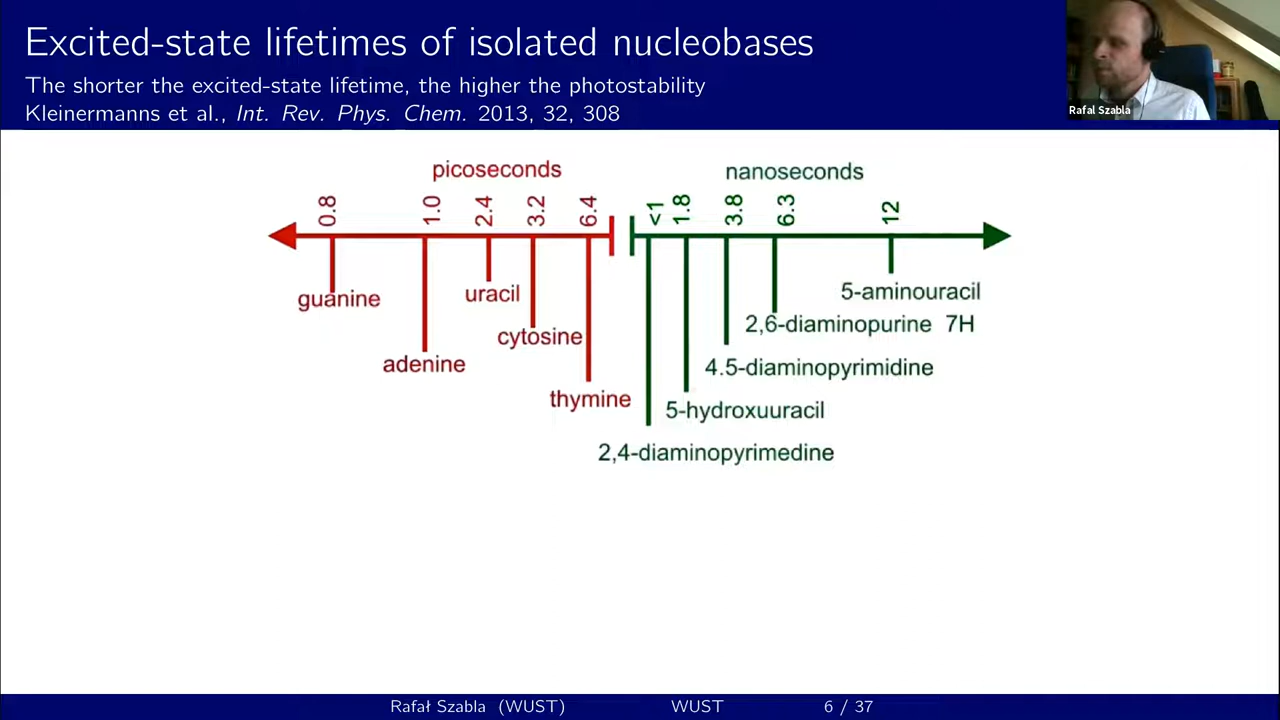 Excited-state lifetimes of isolated nucleobases
The shorter the excited-state lifetime, the higher the photostability
Kleinermanns et al., Int. Rev. Phys. Chem. 2013, 32, 308
Rafal Szabla
picoseconds
nanoseconds
0.8
1.0
2.4
3.2
6.4
<1
1.8
3.8
6.3
12
guanine
adenine
uracil
cytosine
thymine
5-aminouracil
2,6-diaminopurine 7H
4.5-diaminopyrimidine
5-hydroxuuracil
2,4-diaminopyrimedine
Rafał Szabla (WUST)
WUST
6 / 37